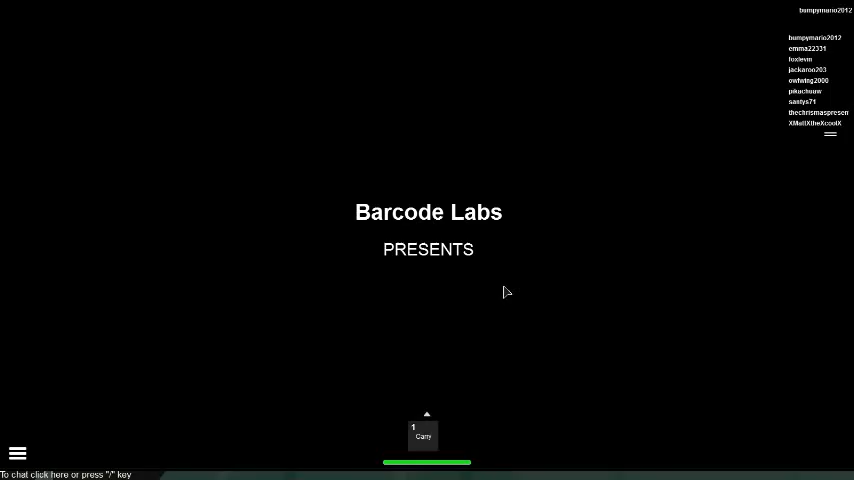 bumpymario2012
bumpymario2012
emma22331
foxlevm
jackaroo203
owlwing2000
pikachuaw
santys71
thechrismaspresen
XMattXtheXcoolX
Barcode Labs
PRESENTS
1
Carry
To chat click here or press "/" key